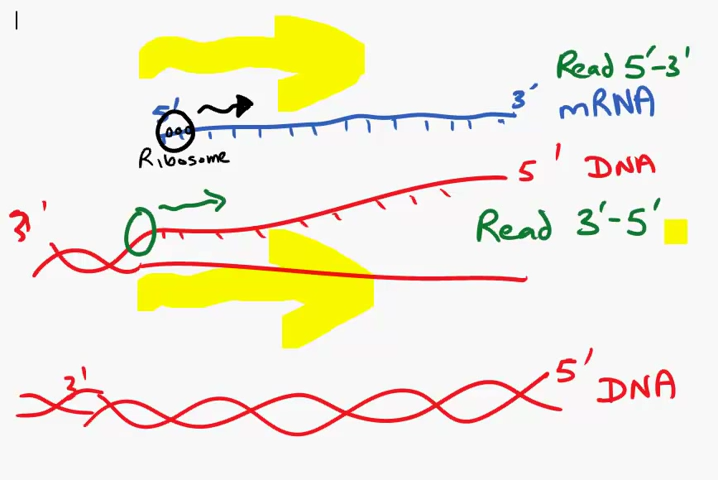 Read 5'-3'
5'
3'
mRNA
Ribosome
5' DNA
3'
Read 3'-5'
3'
5' DNA